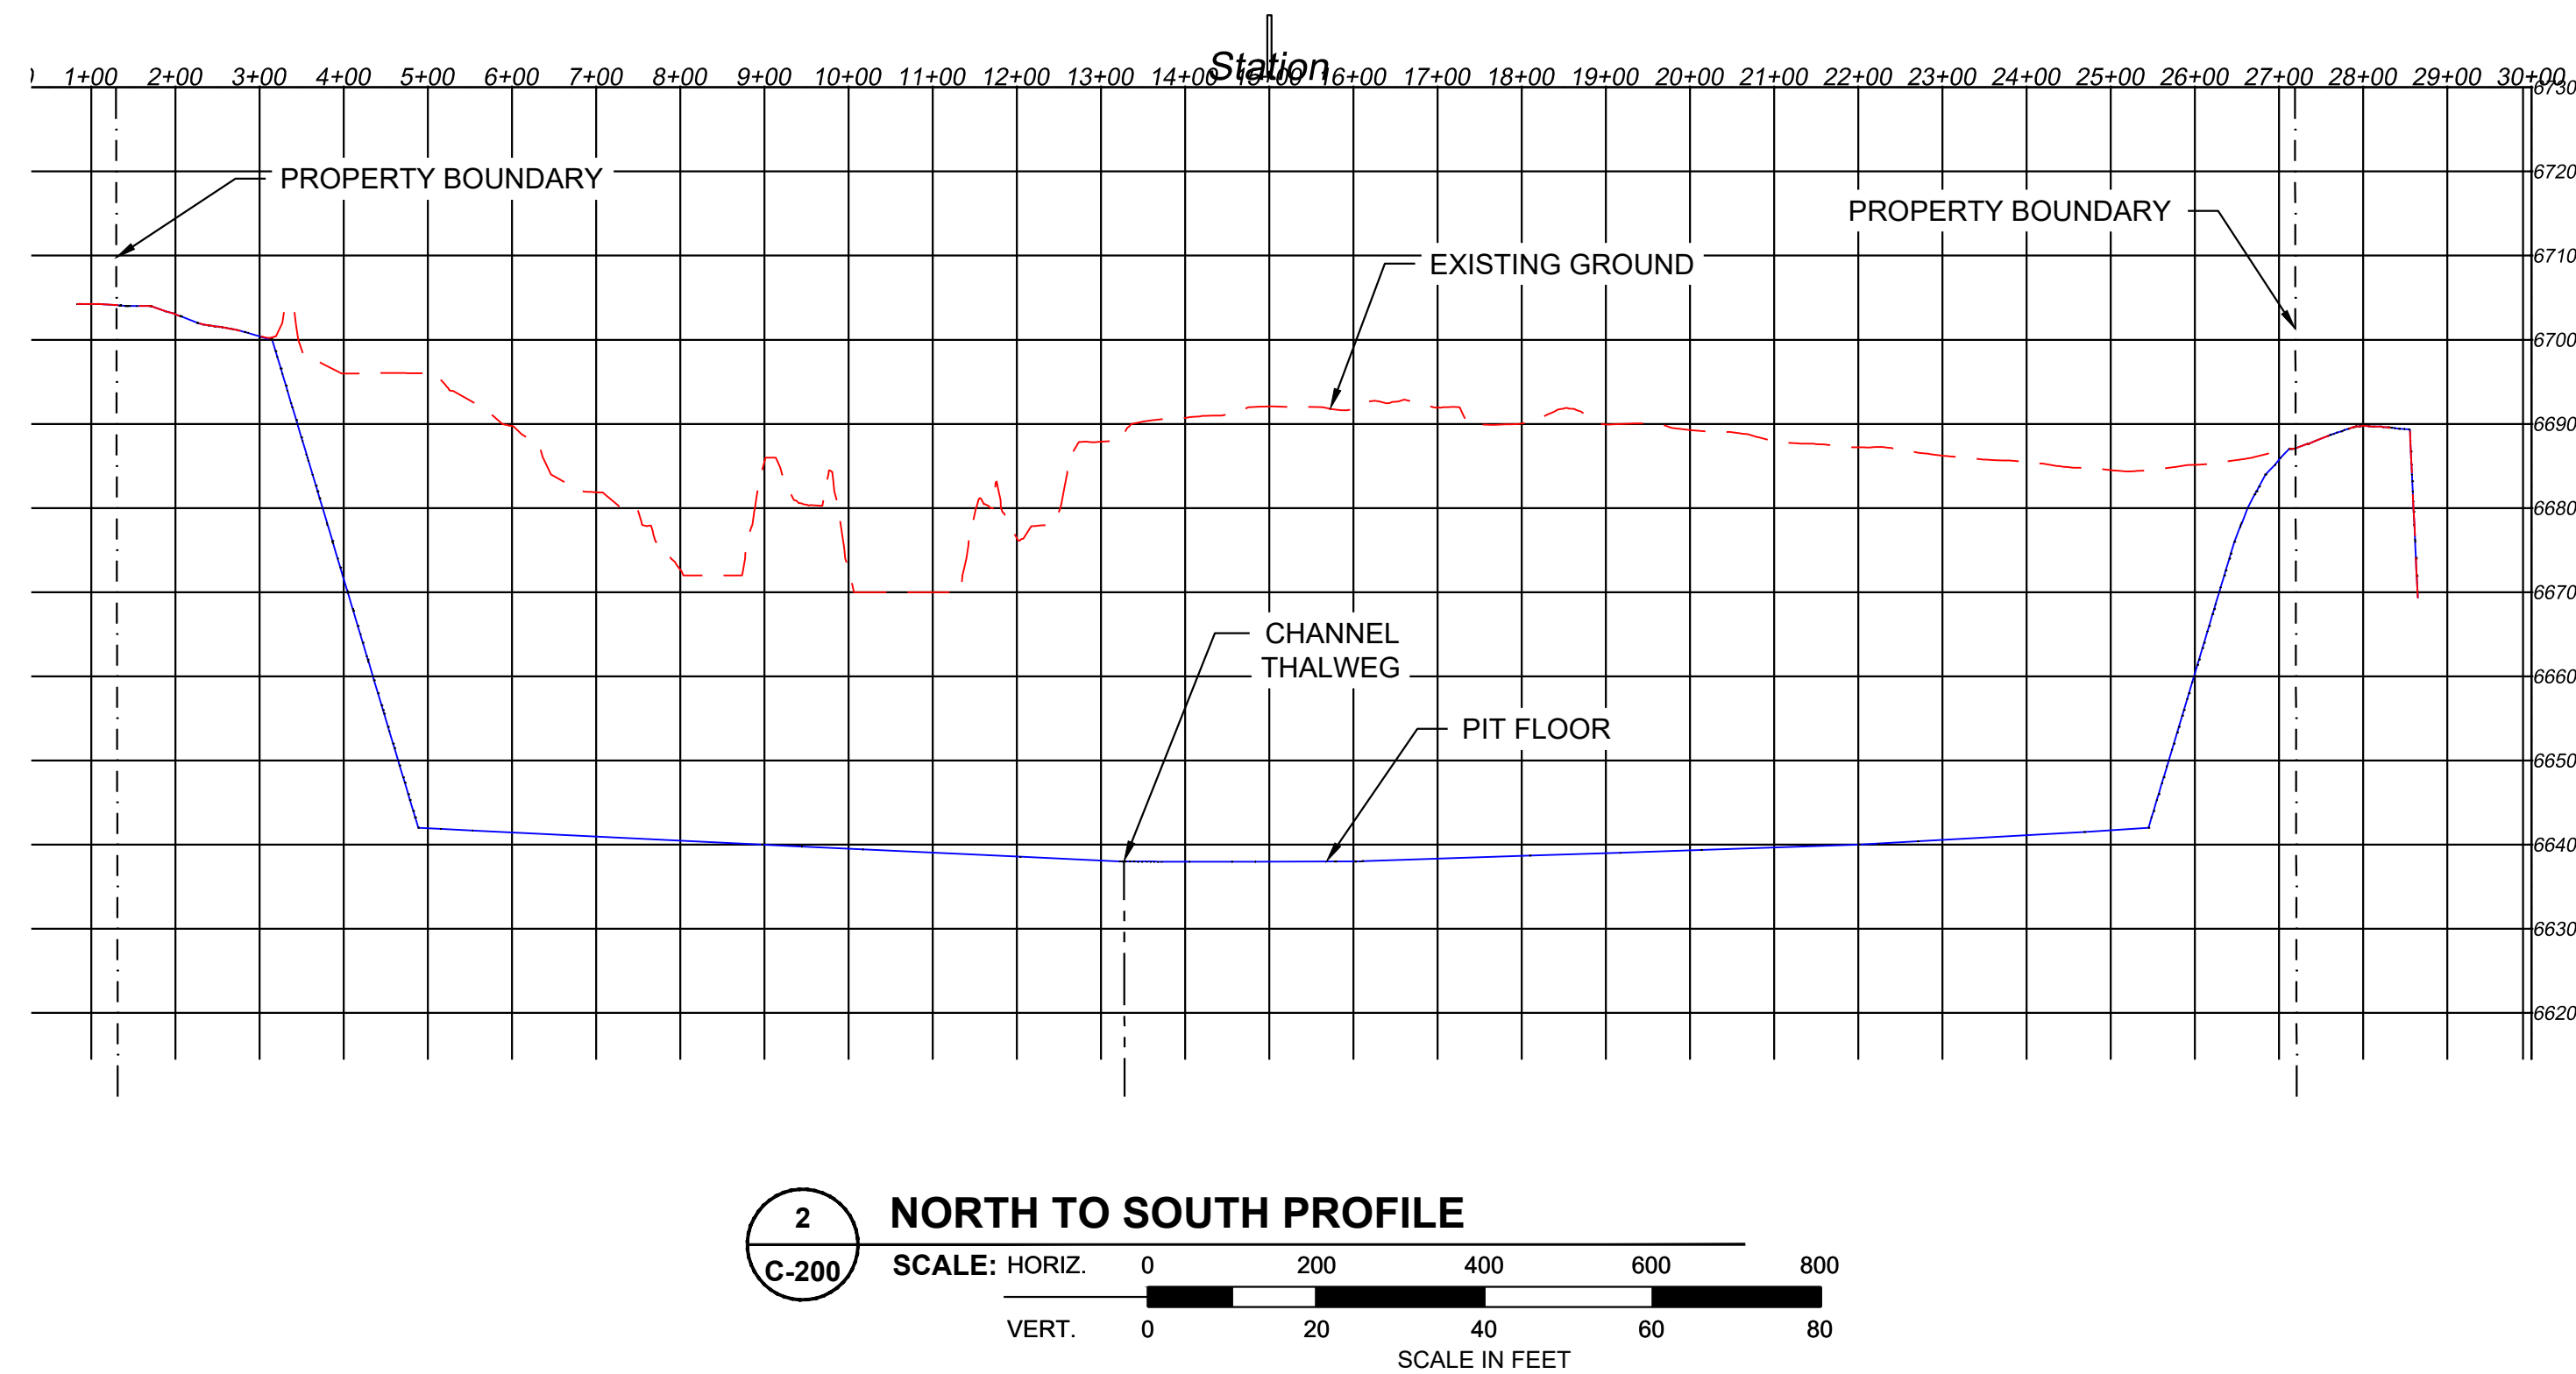 Station
1+00 2+00 3+00 4+00 5+00 6+00 7+00 8+00 9+00 10+00 11+00 12+00 13+00 14+00 15+00 16+00 17+00 18+00 19+00 20+00 21+00 22+00 23+00 24+00 25+00 26+00 27+00 28+00 29+00 30+00
6730
6720
PROPERTY BOUNDARY
PROPERTY BOUNDARY
6710
EXISTING GROUND
6700
6690
6680
6670
CHANNEL
THALWEG
6660
PIT FLOOR
6650
6640
6630
6620
2
C-200
NORTH TO SOUTH PROFILE
SCALE: HORIZ. 0 200 400 600 800
VERT. 0 20 40 60 80
SCALE IN FEET